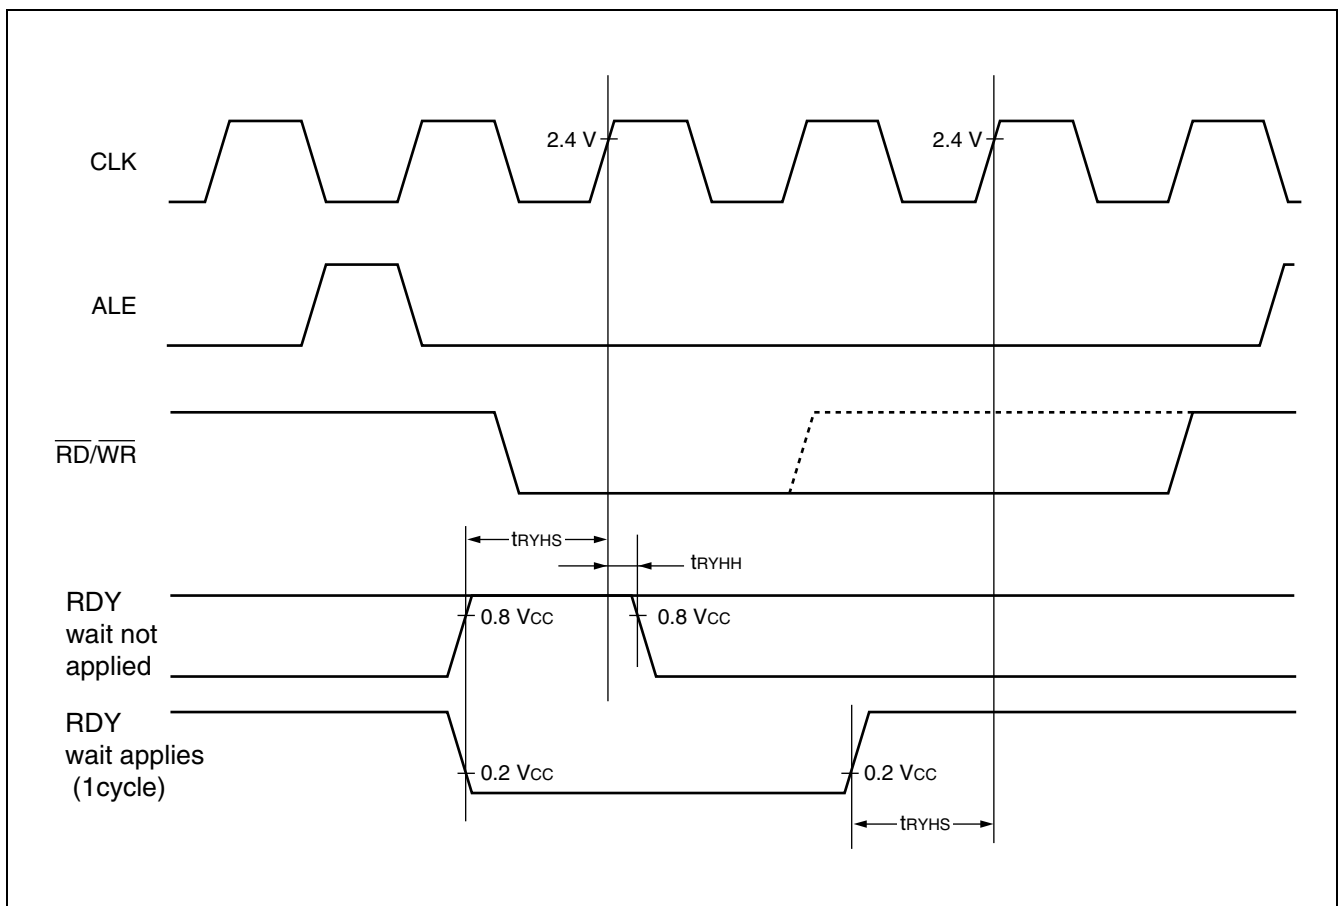 2.4 V
2.4 V
CLK
ALE
RD/WR
tRYHS
tRYHH
RDY
wait not
applied
0.8 VCC
0.8 VCC
RDY
wait applies
(1cycle)
0.2 VCC
0.2 VCC
tRYHS